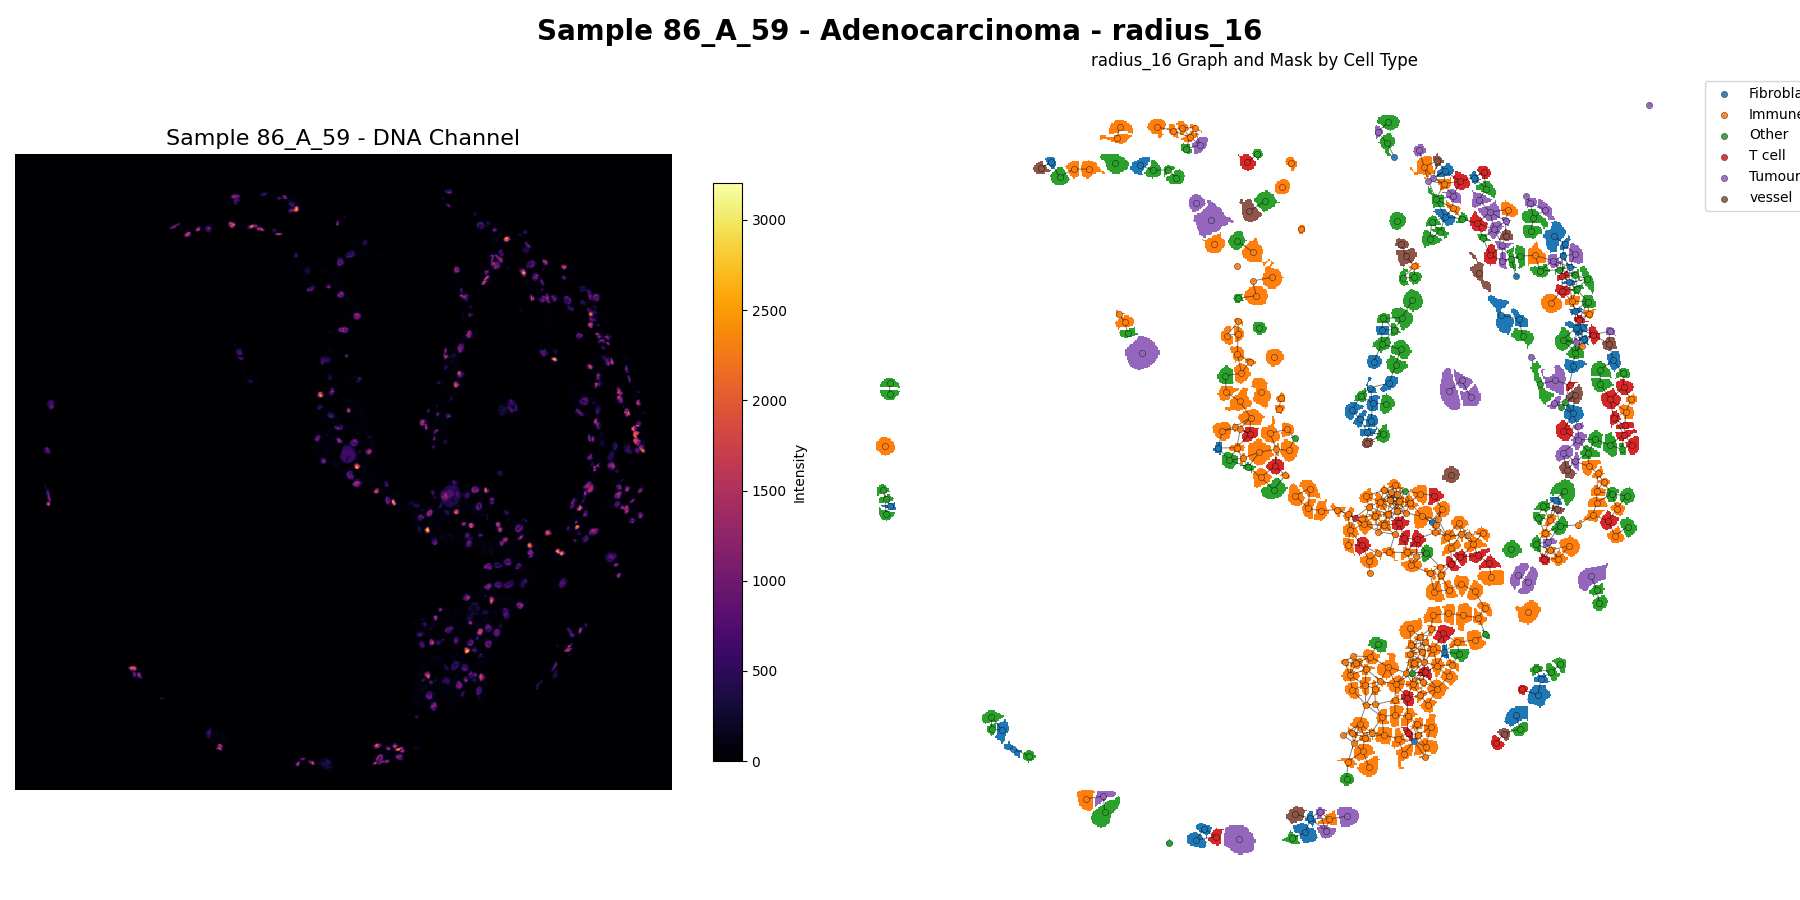 Sample 86_A_59 - Adenocarcinoma - radius_16
radius_16 Graph and Mask by Cell Type
Sample 86_A_59 - DNA Channel
3000
2500
2000
1500
1000
500
0
Intensity
Fibrobla
Immune
Other
T cell
Tumour
vessel